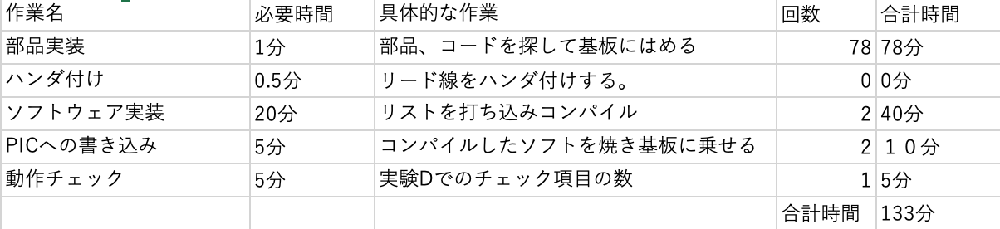 作業名 必要時間 具体的な作業 回数 合計時間
部品実装 1分 部品、コードを探して基板にはめる 78 78分
ハンダ付け 0.5分 リード線をハンダ付けする。 0 0分
ソフトウェア実装 20分 リストを打ち込みコンパイル 2 40分
PICへの書き込み 5分 コンパイルしたソフトを焼き基板に乗せる 2 １０分
動作チェック 5分 実験Dでのチェック項目の数 1 5分
合計時間 133分